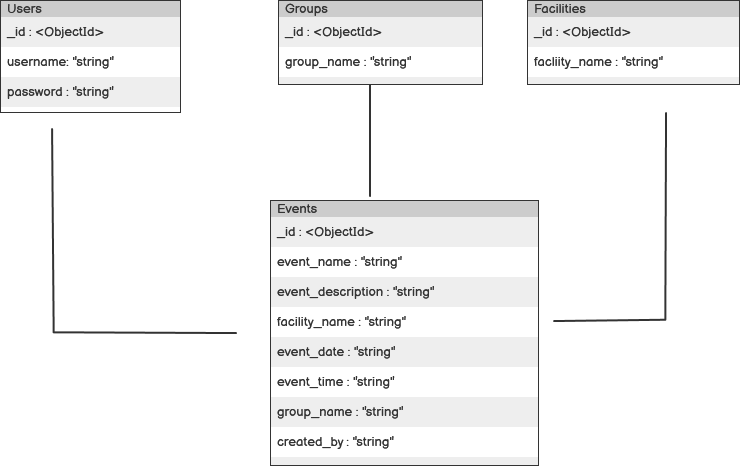 Users
_id : <ObjectId>
username: "string"
password : "string"
Groups
_id : <ObjectId>
group_name : "string"
Facilities
_id : <ObjectId>
facliity_name : "string"
Events
_id : <ObjectId>
event_name : "string"
event_description : "string"
facility_name : "string"
event_date : "string"
event_time : "string"
group_name : "string"
created_by : "string"